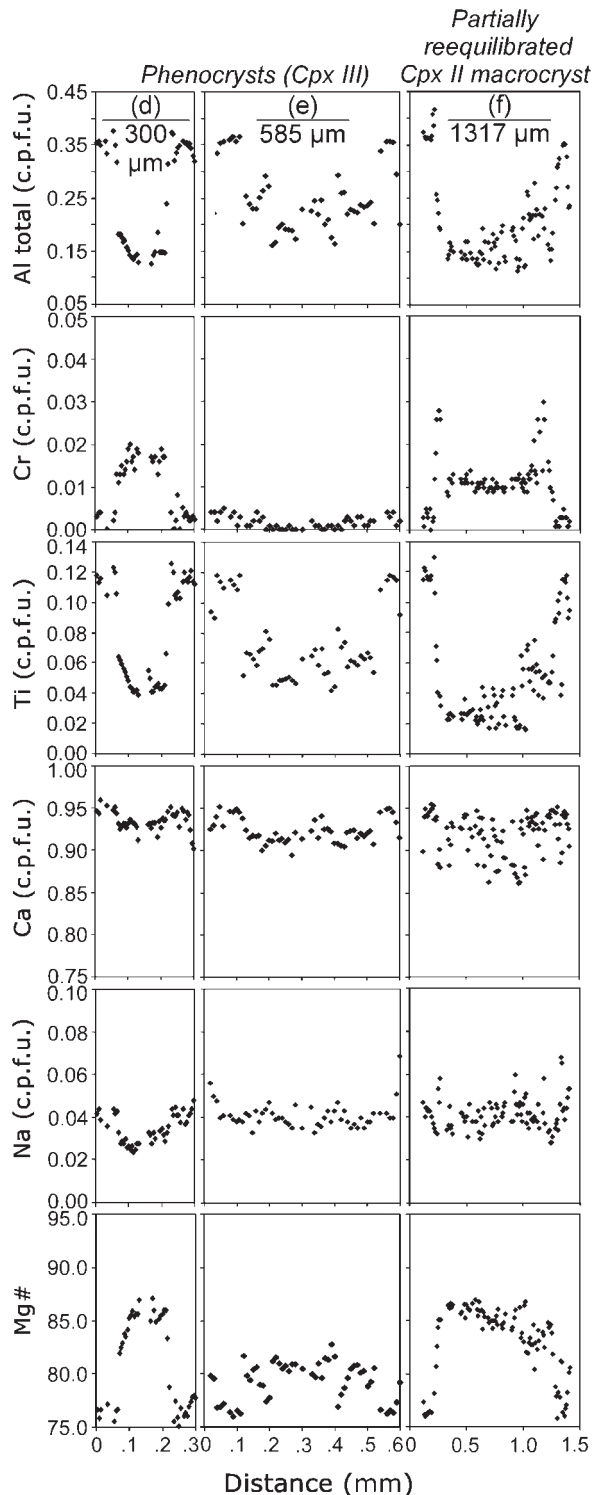 Partially
reequilibrated
Phenocrysts (Cpx III) Cpx II macrocryst
(d) (e) (f)
300 µm 585 µm 1317 µm
Al total (c.p.f.u.)
0.45
0.35
0.25
0.15
0.05
Cr (c.p.f.u.)
0.05
0.04
0.03
0.02
0.01
0.00
Ti (c.p.f.u.)
0.14
0.12
0.10
0.08
0.06
0.04
0.02
0.00
Ca (c.p.f.u.)
1.00
0.95
0.90
0.85
0.80
0.75
Na (c.p.f.u.)
0.10
0.08
0.06
0.04
0.02
0.00
Mg#
95.0
90.0
85.0
80.0
75.0
0 .1 .2 .30 .1 .2 .3 .4 .5 .60 0.5 1.0 1.5
Distance (mm)